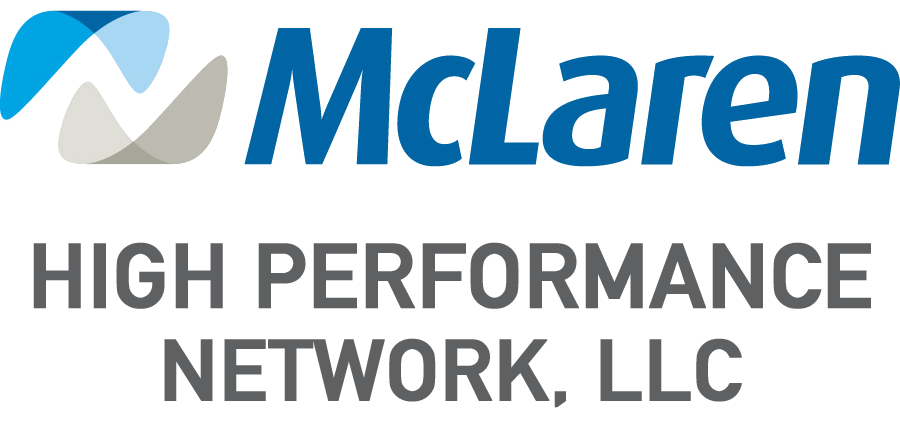 McLaren
HIGH PERFORMANCE
NETWORK, LLC